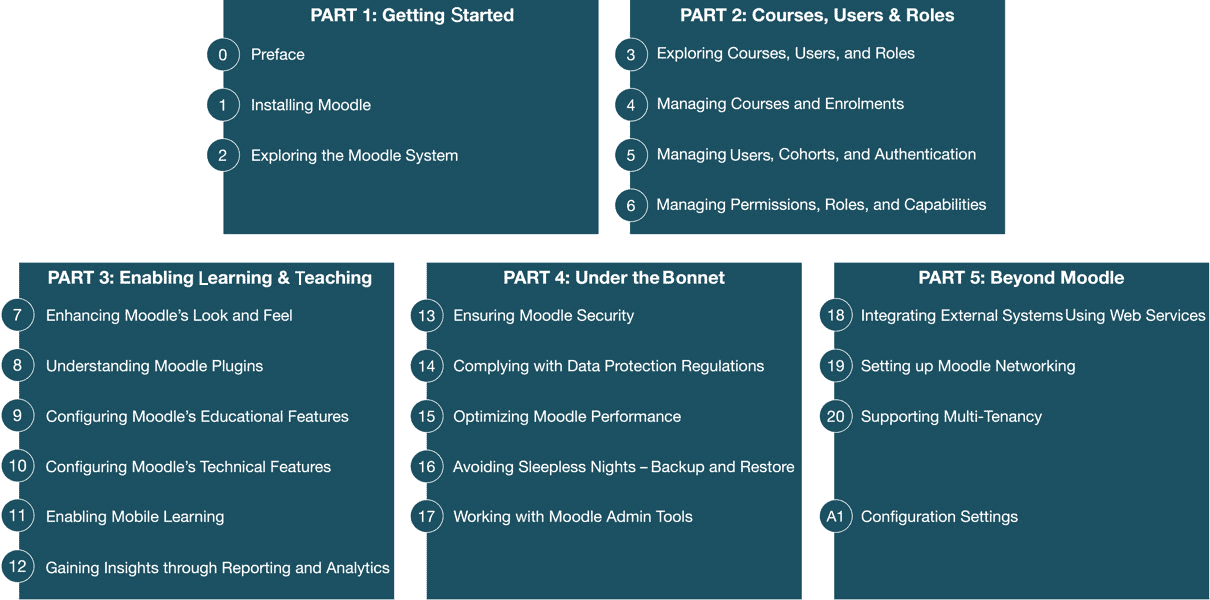 PART 1: Getting Started
0 Preface
1 Installing Moodle
2 Exploring the Moodle System
PART 2: Courses, Users & Roles
3 Exploring Courses, Users, and Roles
4 Managing Courses and Enrolments
5 Managing Users, Cohorts, and Authentication
6 Managing Permissions, Roles, and Capabilities
PART 3: Enabling Learning & Teaching
7 Enhancing Moodle’s Look and Feel
8 Understanding Moodle Plugins
9 Configuring Moodle’s Educational Features
10 Configuring Moodle’s Technical Features
11 Enabling Mobile Learning
12 Gaining Insights through Reporting and Analytics
PART 4: Under the Bonnet
13 Ensuring Moodle Security
14 Complying with Data Protection Regulations
15 Optimizing Moodle Performance
16 Avoiding Sleepless Nights – Backup and Restore
17 Working with Moodle Admin Tools
PART 5: Beyond Moodle
18 Integrating External Systems Using Web Services
19 Setting up Moodle Networking
20 Supporting Multi-Tenancy
A1 Configuration Settings